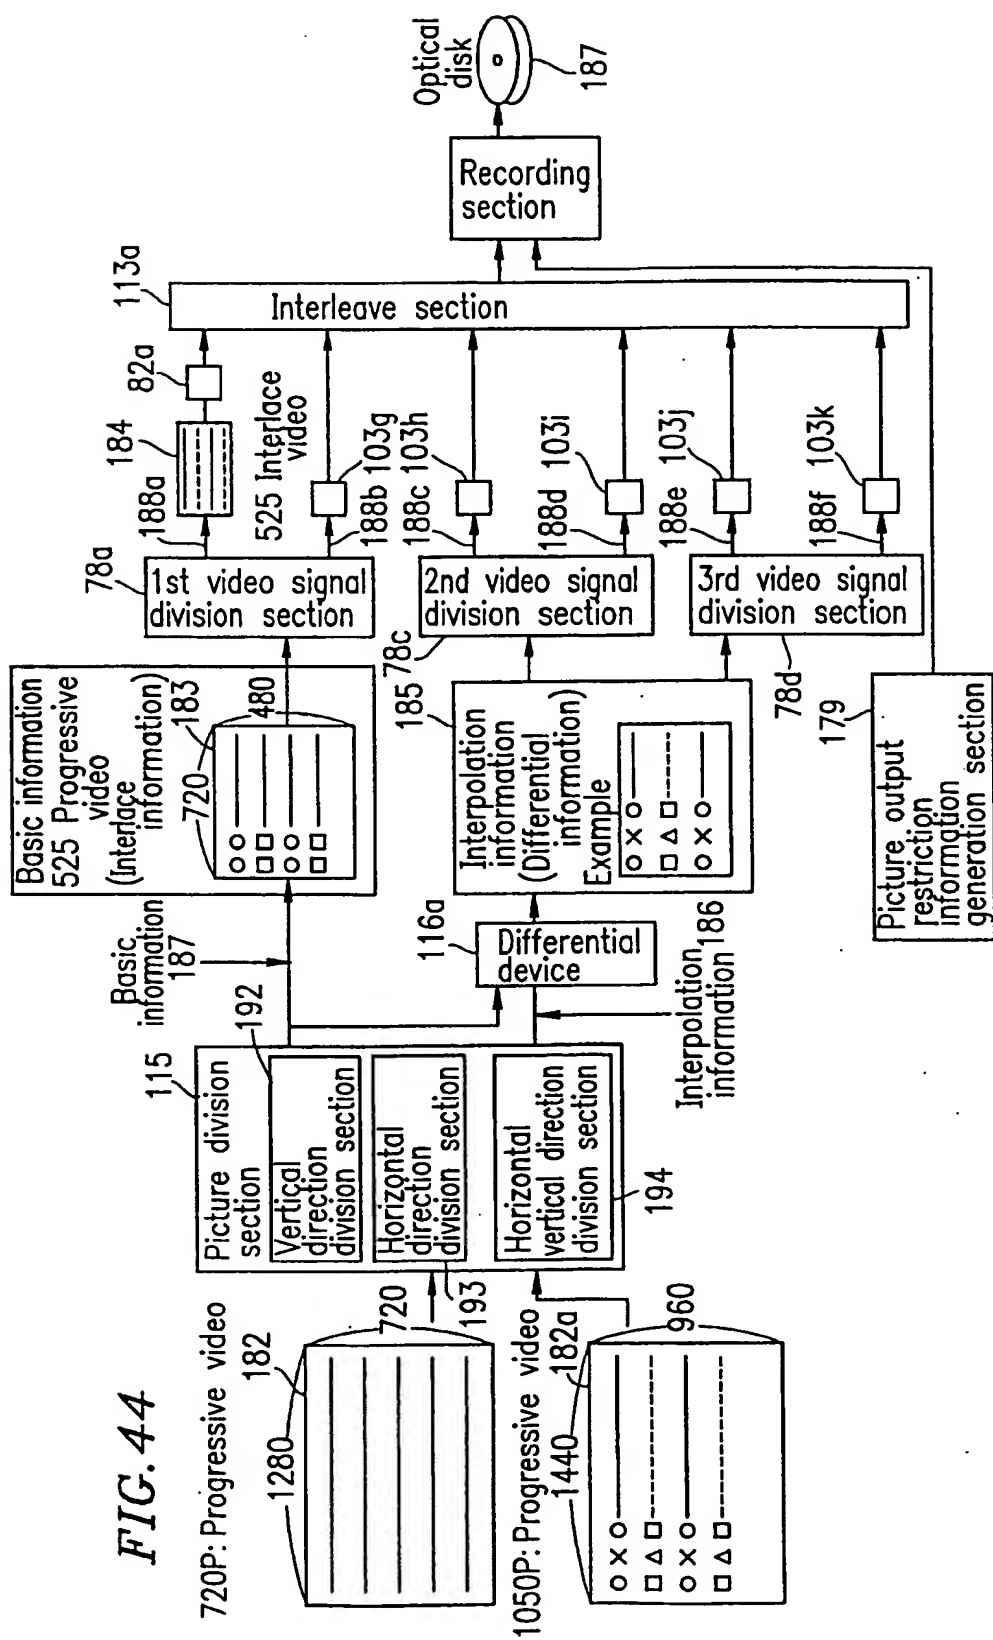 FIG. 44
720P: Progressive video
1280
182
720
1050P: Progressive video
1440
182a
960
115
Picture division
section
192
Vertical
direction
division section
Horizontal
direction
division section
193
Horizontal
vertical direction
division section
194
Basic
information
187
116a
Differential
device
Interpolation
information
186
Basic information
525 Progressive
video
(Interlace
information)
183
720
480
185
Interpolation
information
(Differential
information)
Example
78a
1st video signal
division section
78c
2nd video signal
division section
3rd video signal
division section
78d
179
Picture output
restriction
information
generation section
188a
184
82a
525 Interlace
video
188b
103g
188c
103h
188d
103i
188e
103j
188f
103k
113a
Interleave section
Recording
section
Optical
disk
187